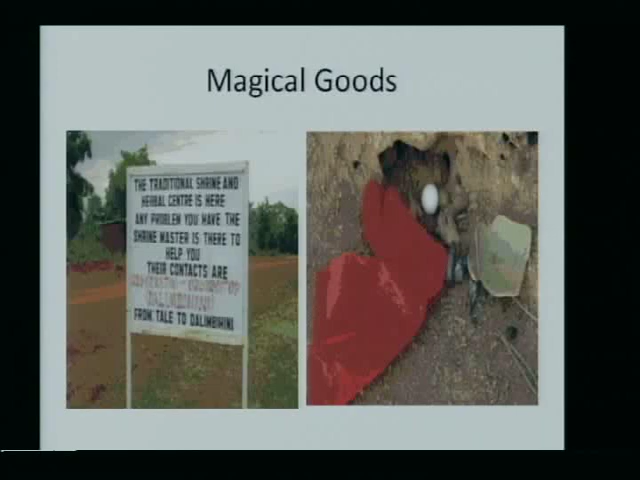 Magical Goods
THE TRADITIONAL SHRINE AND
HERBAL CENTRE IS HERE
ANY PROBLEM YOU HAVE THE
SHRINE MASTER IS THERE TO
HELP YOU
THEIR CONTACTS ARE
FROM TALE TO DALIMBIHINI